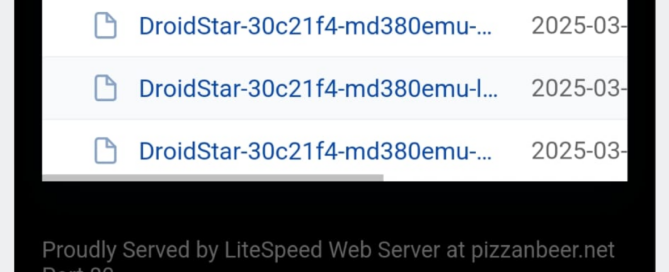 DroidStar-30c21f4-md380emu-... 2025-03-
DroidStar-30c21f4-md380emu-l... 2025-03-
DroidStar-30c21f4-md380emu-... 2025-03-
Proudly Served by LiteSpeed Web Server at pizzanbeer.net